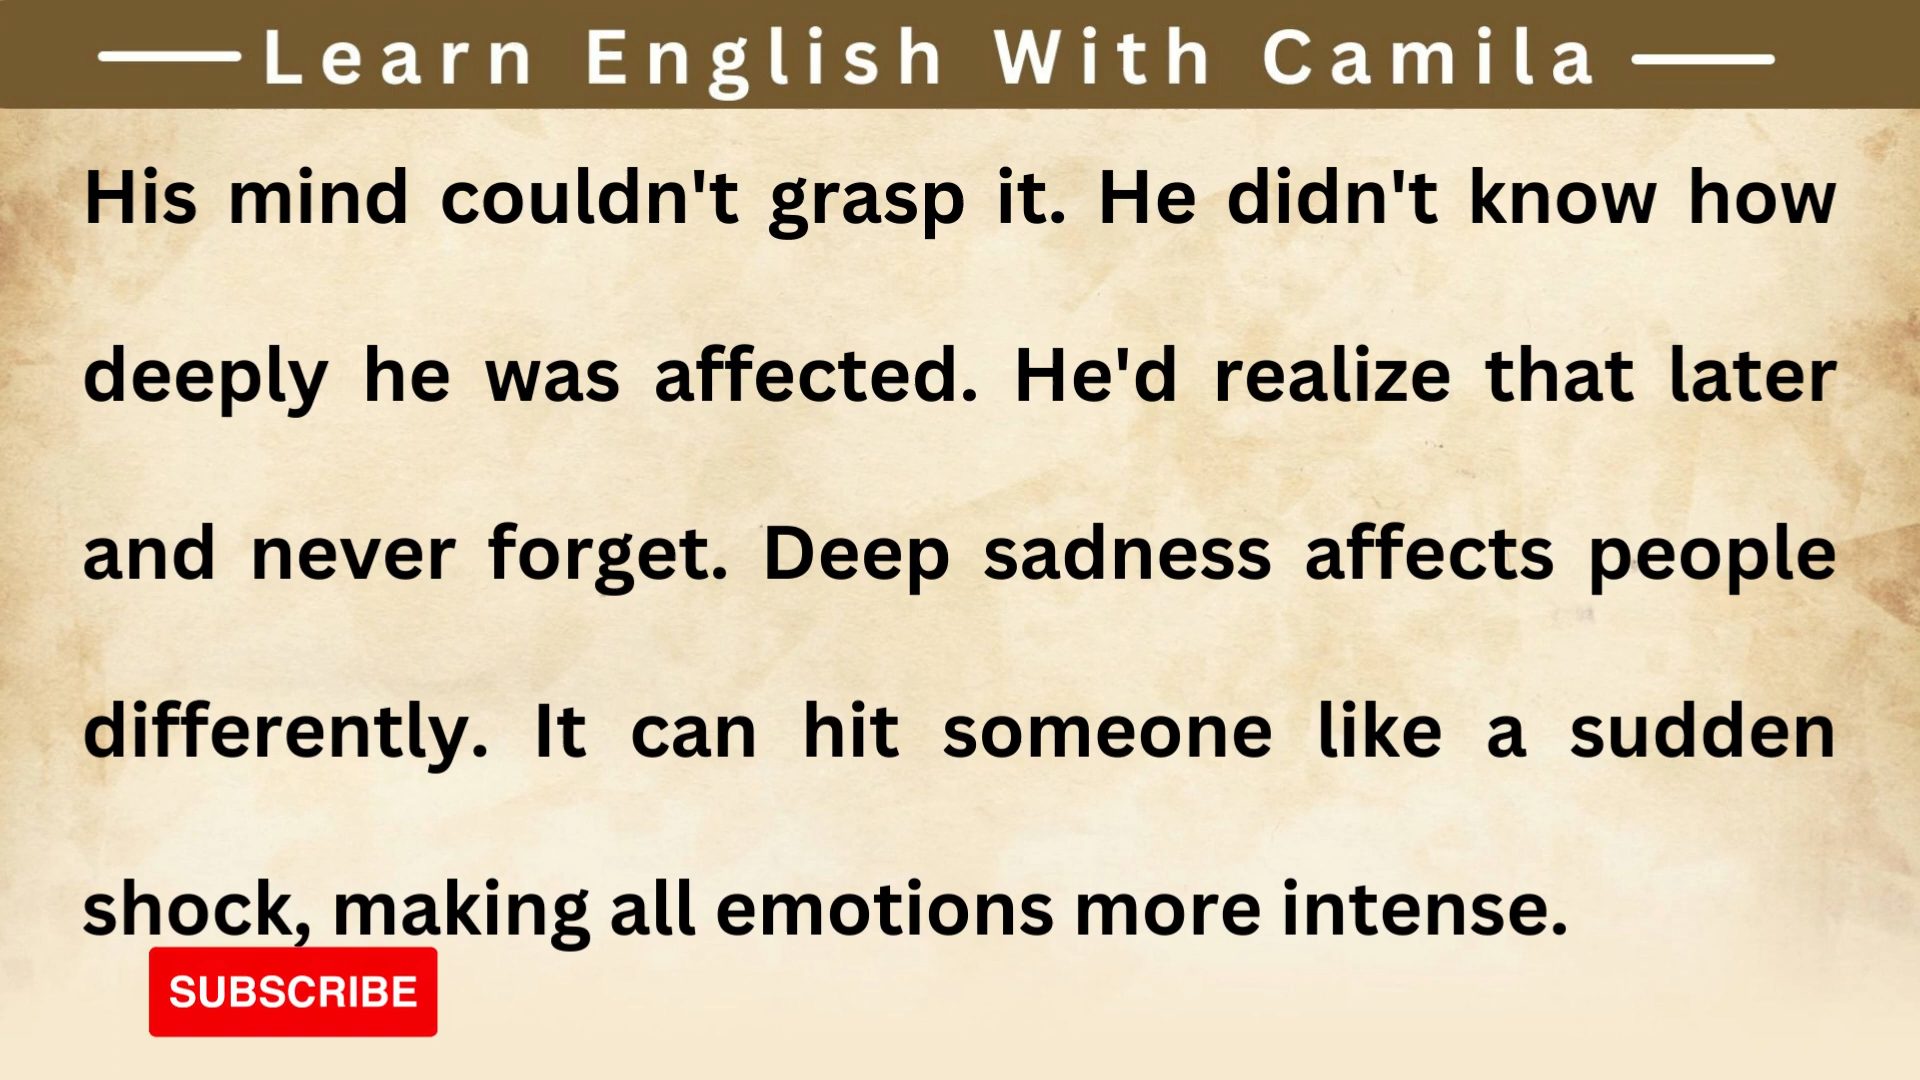 Learn English With Camila
His mind couldn't grasp it. He didn't know how
deeply he was affected. He'd realize that later
and never forget. Deep sadness affects people
differently. It can hit someone like a sudden
shock, making all emotions more intense.
SUBSCRIBE